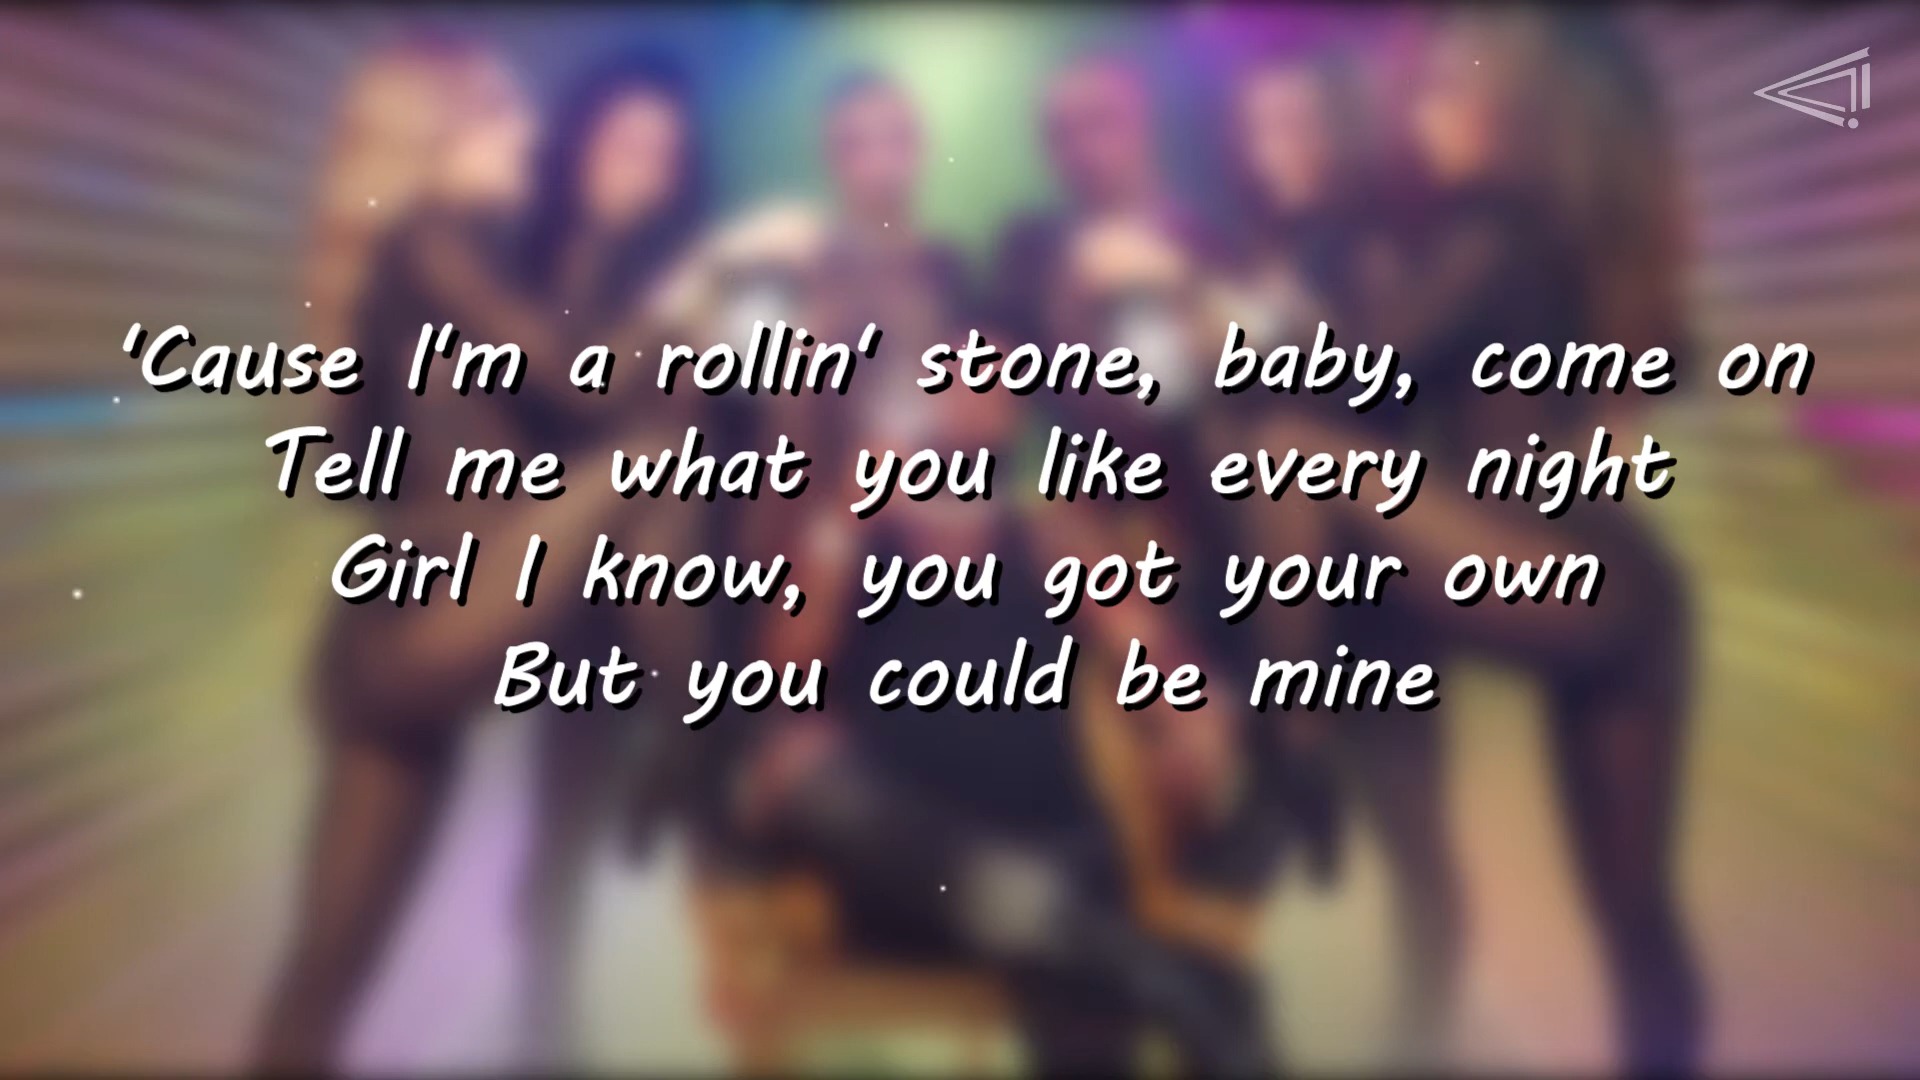 'Cause I'm a rollin' stone, baby, come on
Tell me what you like every night
Girl I know, you got your own
But you could be mine